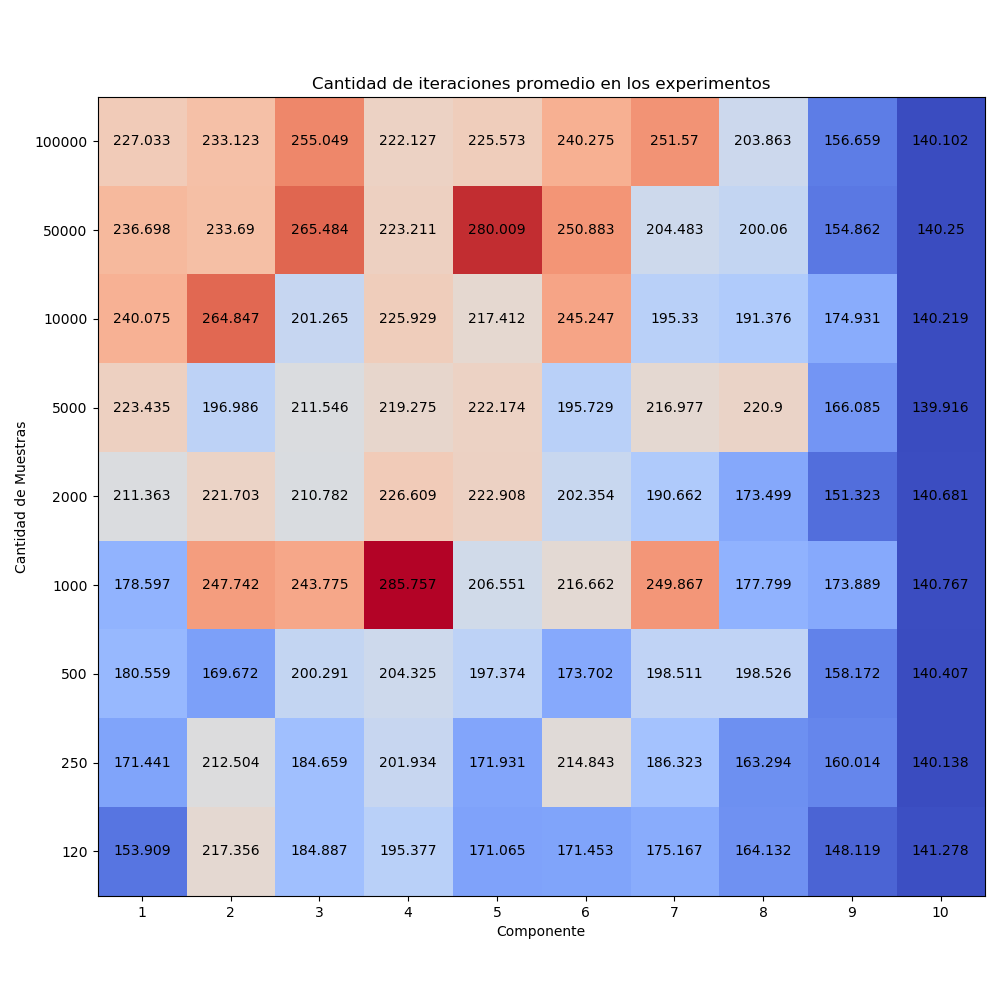 Cantidad de iteraciones promedio en los experimentos
Cantidad de Muestras
100000 227.033 233.123 255.049 222.127 225.573 240.275 251.57 203.863 156.659 140.102
50000 236.698 233.69 265.484 223.211 280.009 250.883 204.483 200.06 154.862 140.25
10000 240.075 264.847 201.265 225.929 217.412 245.247 195.33 191.376 174.931 140.219
5000 223.435 196.986 211.546 219.275 222.174 195.729 216.977 220.9 166.085 139.916
2000 211.363 221.703 210.782 226.609 222.908 202.354 190.662 173.499 151.323 140.681
1000 178.597 247.742 243.775 285.757 206.551 216.662 249.867 177.799 173.889 140.767
500 180.559 169.672 200.291 204.325 197.374 173.702 198.511 198.526 158.172 140.407
250 171.441 212.504 184.659 201.934 171.931 214.843 186.323 163.294 160.014 140.138
120 153.909 217.356 184.887 195.377 171.065 171.453 175.167 164.132 148.119 141.278
1 2 3 4 5 6 7 8 9 10
Componente